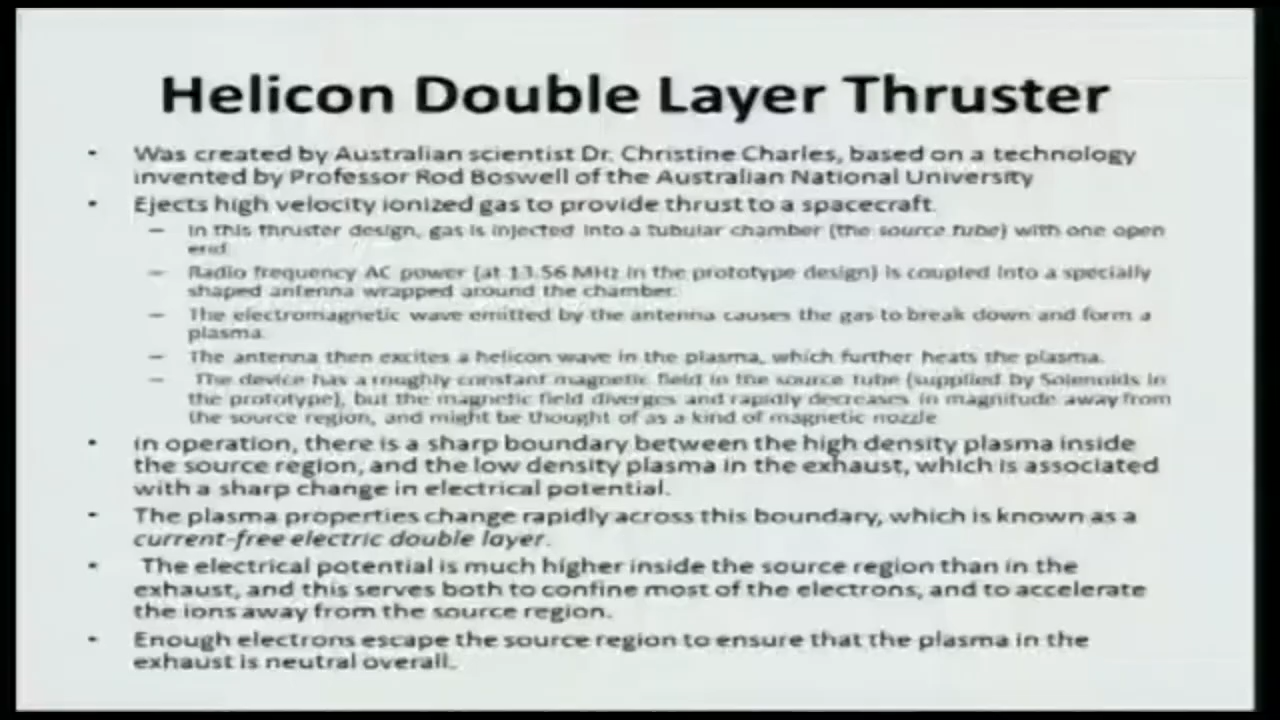 Helicon Double Layer Thruster
• Was created by Australian scientist Dr. Christine Charles, based on a technology
invented by Professor Rod Boswell of the Australian National University
• Ejects high velocity ionized gas to provide thrust to a spacecraft.
– In this thruster design, gas is injected into a tubular chamber (the source tube) with one open
end.
– Radio frequency AC power (at 13.56 MHz in the prototype design) is coupled into a specially
shaped antenna wrapped around the chamber.
– The electromagnetic wave emitted by the antenna causes the gas to break down and form a
plasma.
– The antenna then excites a helicon wave in the plasma, which further heats the plasma.
– The device has a roughly constant magnetic field in the source tube (supplied by Solenoids in
the prototype), but the magnetic field diverges and rapidly decreases in magnitude away from
the source region, and might be thought of as a kind of magnetic nozzle
• In operation, there is a sharp boundary between the high density plasma inside
the source region, and the low density plasma in the exhaust, which is associated
with a sharp change in electrical potential.
• The plasma properties change rapidly across this boundary, which is known as a
current-free electric double layer.
• The electrical potential is much higher inside the source region than in the
exhaust, and this serves both to confine most of the electrons, and to accelerate
the ions away from the source region.
• Enough electrons escape the source region to ensure that the plasma in the
exhaust is neutral overall.